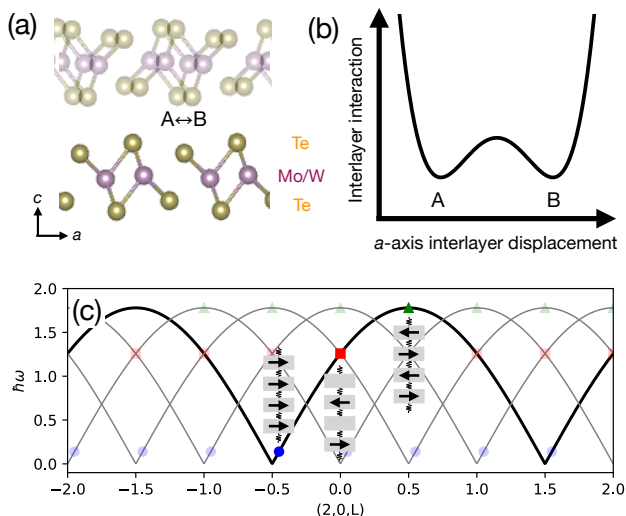 (a)
A↔B
Te
Mo/W
Te
c
a
(b)
Interlayer interaction
A
B
a-axis interlayer displacement
(c)
ℏω
2.0
1.5
1.0
0.5
0.0
−2.0 −1.5 −1.0 −0.5 0.0 0.5 1.0 1.5 2.0
(2,0,L)